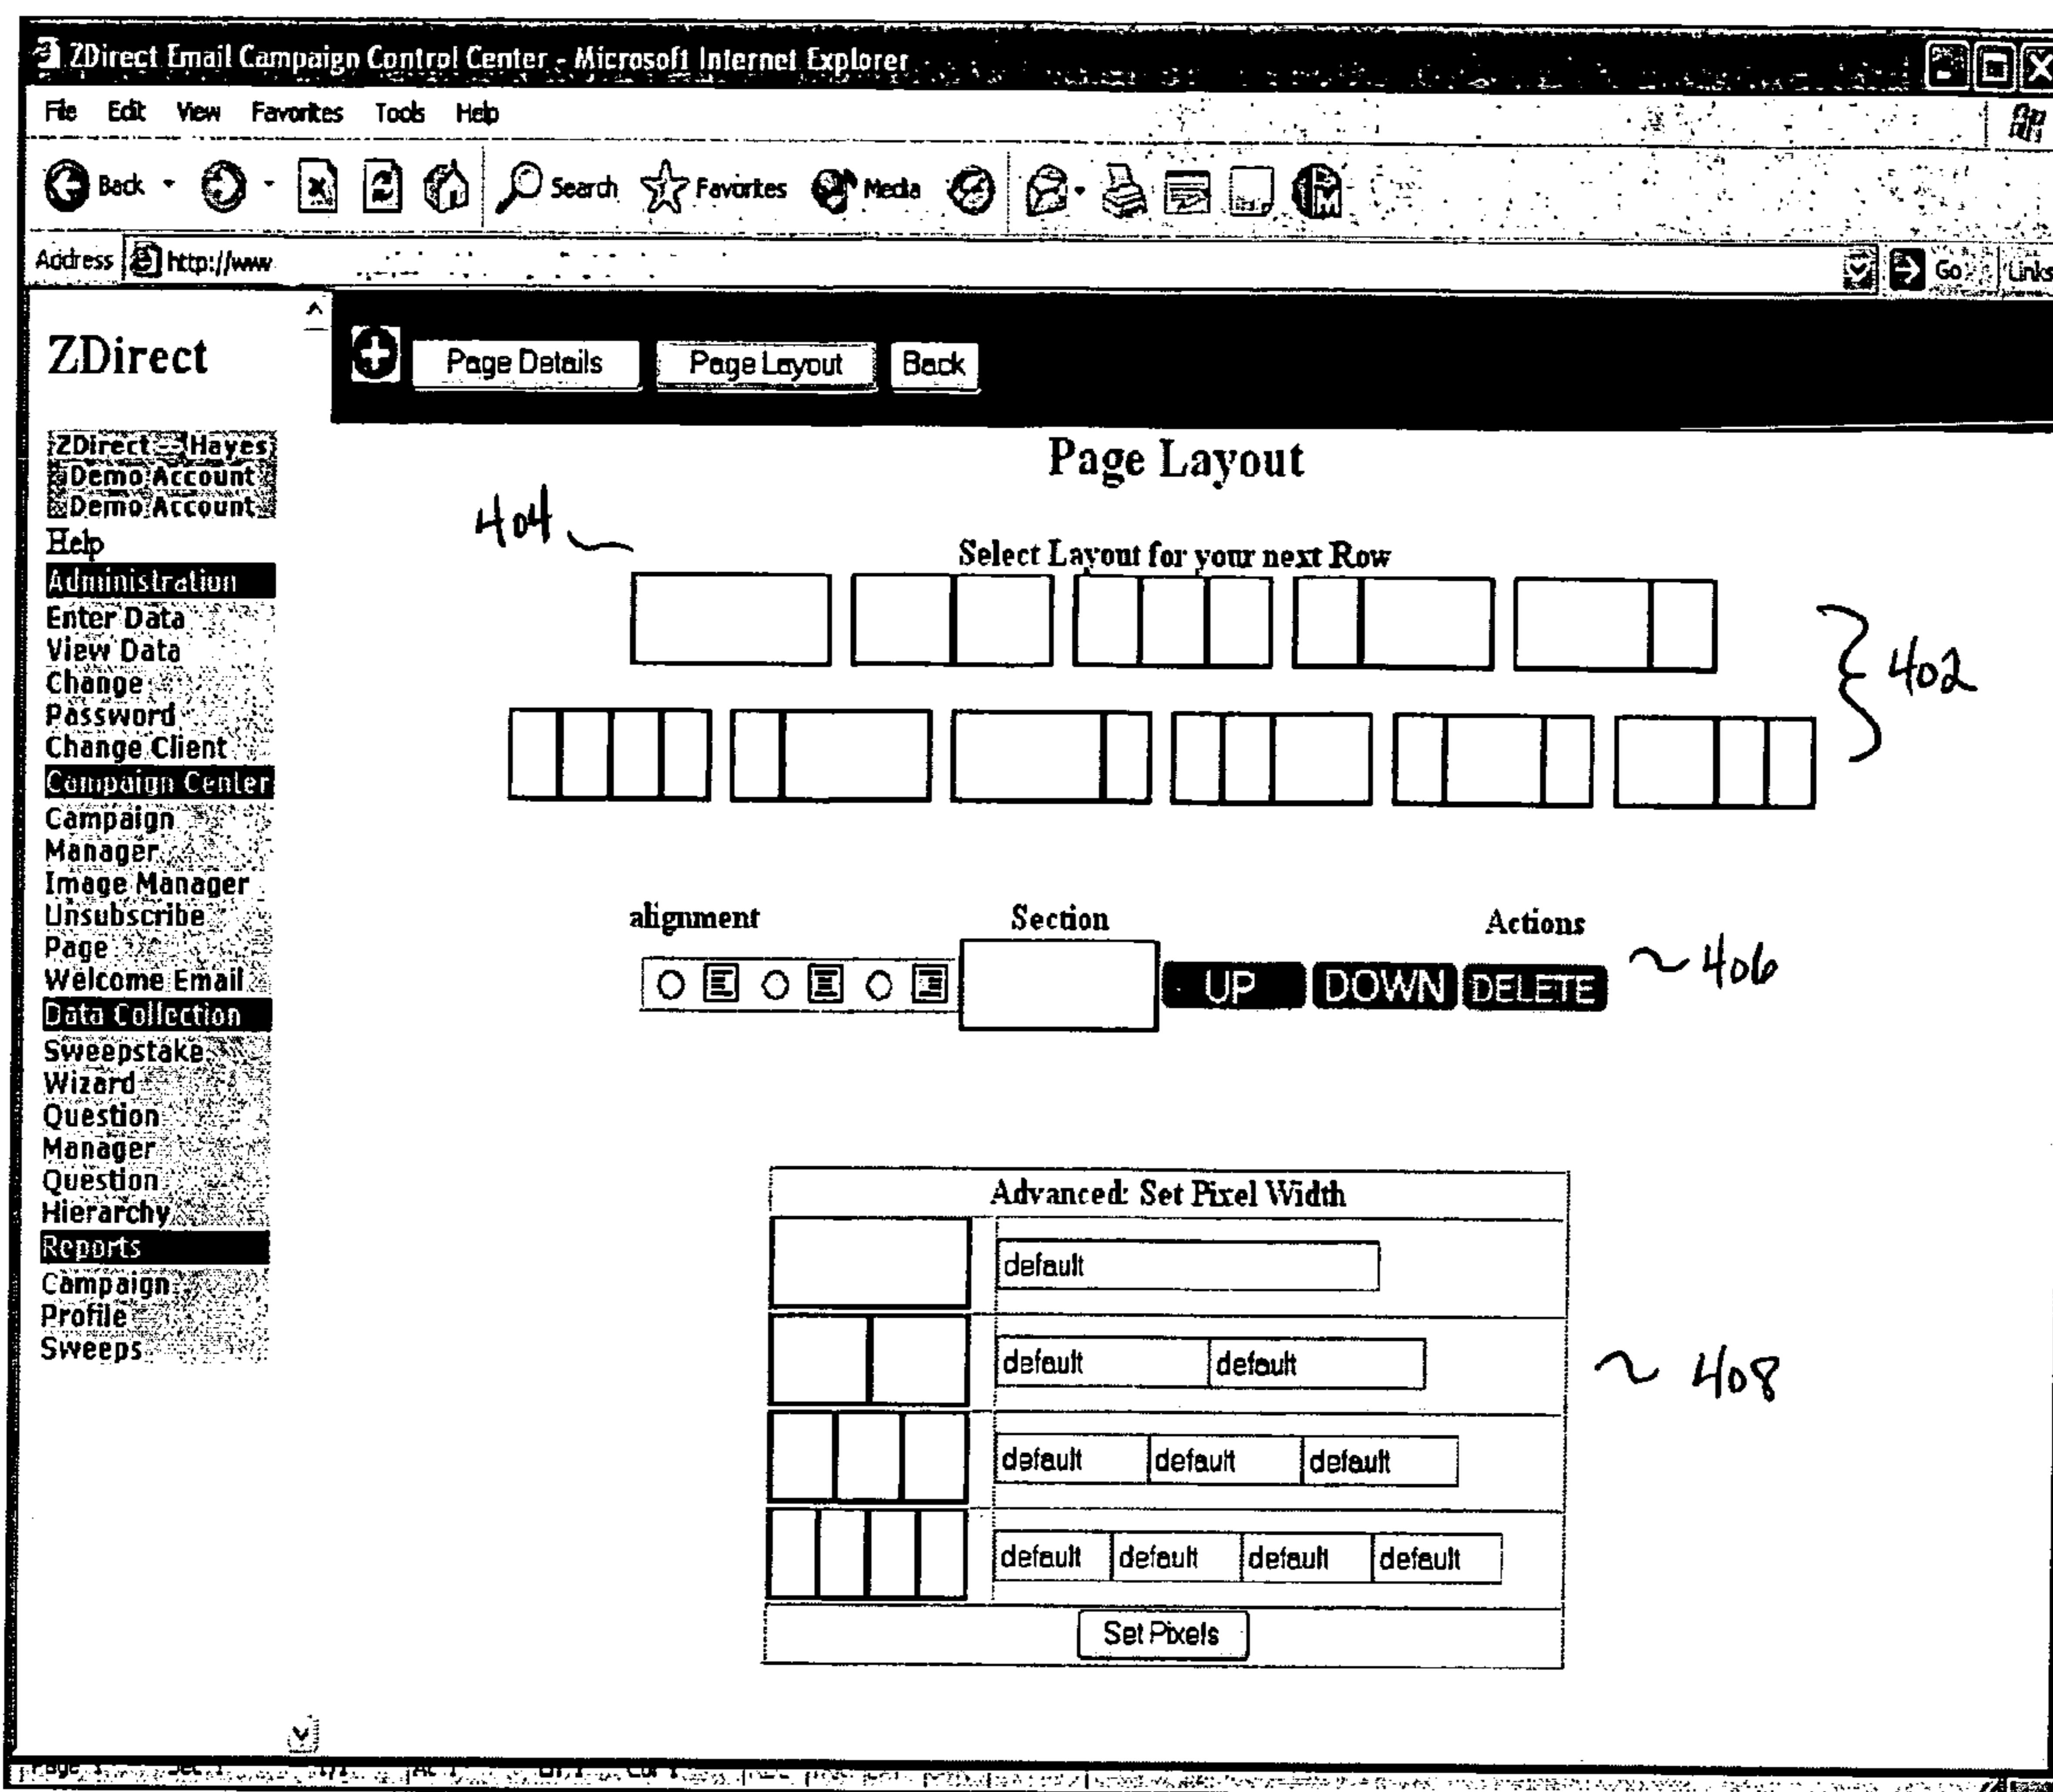 ZDirect Email Campaign Control Center - Microsoft Internet Explorer
File Edit View Favorites Tools Help
Back Search Favorites Media
Address http://www Go Links
ZDirect
Page Details Page Layout Back
ZDirect - Hayes
Demo Account
Demo Account
Help
Administration
Enter Data
View Data
Change
Password
Change Client
Campaign Center
Campaign
Manager
Image Manager
Unsubscribe
Page
Welcome Email
Data Collection
Sweepstake
Wizard
Question
Manager
Question
Hierarchy
Reports
Campaign
Profile
Sweeps
Page Layout
404
Select Layout for your next Row
402
alignment Section Actions
UP DOWN DELETE
406
Advanced: Set Pixel Width
default
default default
408
default default default
default default default default
Set Pixels